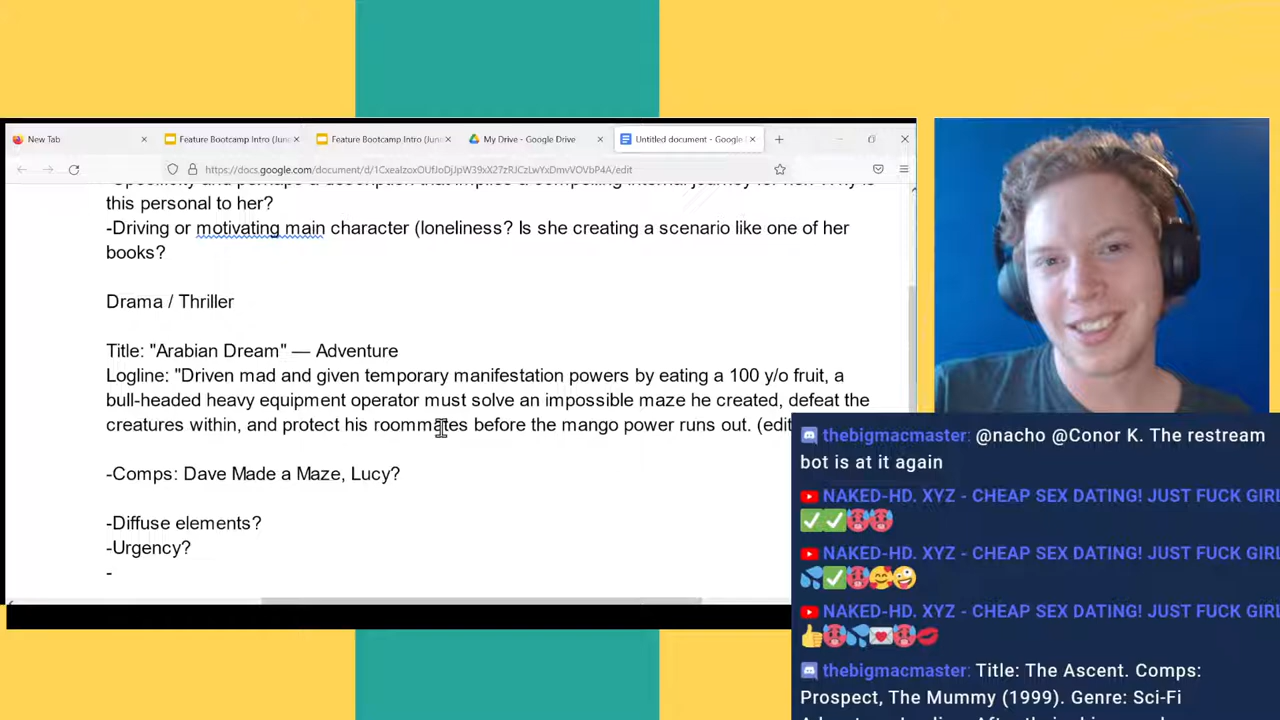 New Tab
Feature Bootcamp Intro (June
Feature Bootcamp Intro (June
My Drive - Google Drive
Untitled document - Google
this personal to her?
-Driving or motivating main character (loneliness? Is she creating a scenario like one of her
books?
Drama / Thriller
Title: "Arabian Dream" — Adventure
Logline: "Driven mad and given temporary manifestation powers by eating a 100 y/o fruit, a
bull-headed heavy equipment operator must solve an impossible maze he created, defeat the
creatures within, and protect his roommates before the mango power runs out. (edit
-Comps: Dave Made a Maze, Lucy?
-Diffuse elements?
-Urgency?
-
thebigmacmaster: @nacho @Conor K. The restream
bot is at it again
NAKED-HD. XYZ - CHEAP SEX DATING! JUST FUCK GIRL
✅✅🥵🥵
NAKED-HD. XYZ - CHEAP SEX DATING! JUST FUCK GIRL
💦✅🥵🥰🤪
NAKED-HD. XYZ - CHEAP SEX DATING! JUST FUCK GIRL
👍🥵💦💌🥵💋
thebigmacmaster: Title: The Ascent. Comps:
Prospect, The Mummy (1999). Genre: Sci-Fi